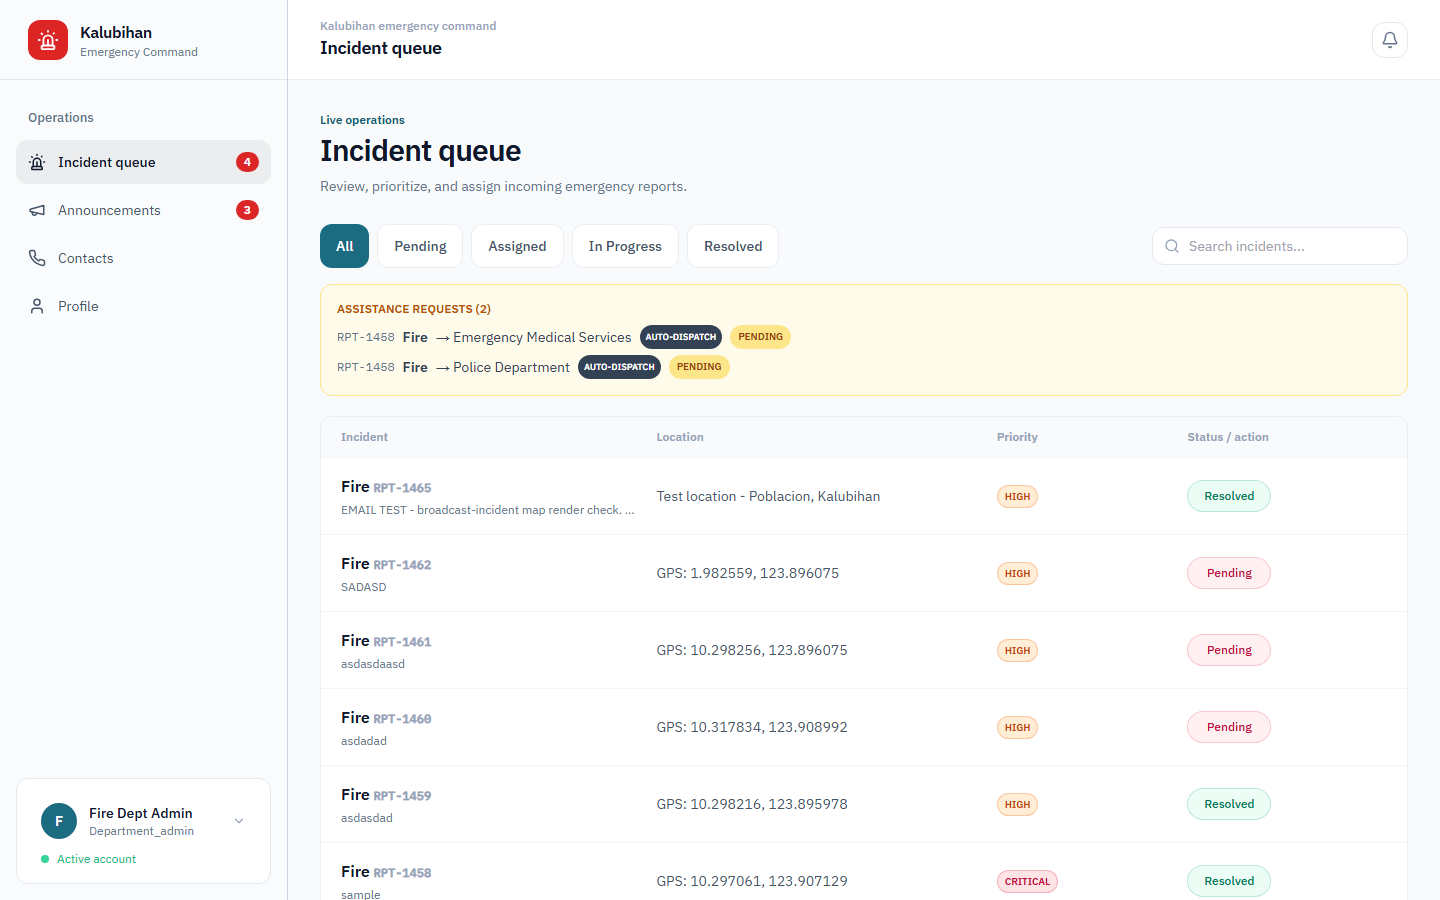 Kalubihan
Emergency Command
Operations
Incident queue 4
Announcements 3
Contacts
Profile
F
Fire Dept Admin
Department_admin
Active account
Kalubihan emergency command
Incident queue
Live operations
Incident queue
Review, prioritize, and assign incoming emergency reports.
All Pending Assigned In Progress Resolved Search incidents...
ASSISTANCE REQUESTS (2)
RPT-1458 Fire → Emergency Medical Services AUTO-DISPATCH PENDING
RPT-1458 Fire → Police Department AUTO-DISPATCH PENDING
Incident Location Priority Status / action
Fire RPT-1465
EMAIL TEST - broadcast-incident map render check. ...
Test location - Poblacion, Kalubihan HIGH Resolved
Fire RPT-1462
SADASD
GPS: 1.982559, 123.896075 HIGH Pending
Fire RPT-1461
asdasdaasd
GPS: 10.298256, 123.896075 HIGH Pending
Fire RPT-1460
asdadad
GPS: 10.317834, 123.908992 HIGH Pending
Fire RPT-1459
asdasdad
GPS: 10.298216, 123.895978 HIGH Resolved
Fire RPT-1458
sample
GPS: 10.297061, 123.907129 CRITICAL Resolved